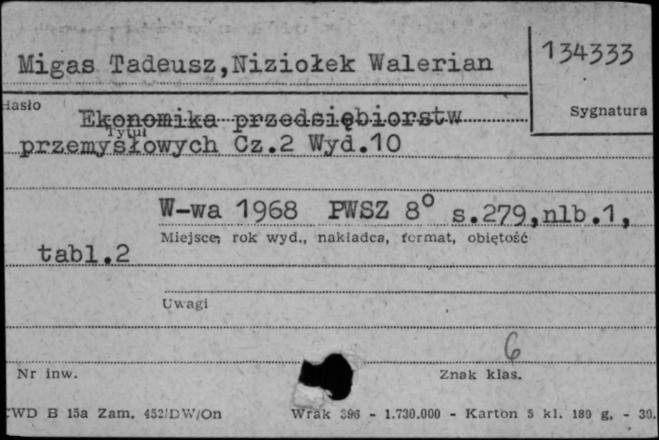 Migas Tadeusz,Niziołek Walerian
134333
Hasło
Sygnatura
Ekonomika przedsiębiorstw
Tytuł
przemysłowych Cz.2 Wyd.10
W-wa 1968 PWSZ 8° s.279,nlb.1,
Miejsce, rok wyd., nakładca, format, objętość
tabl.2
Uwagi
6
Nr inw.
Znak klas.
WD B 15a Zam. 452/DW/On Wrak 396 - 1.730.000 - Karton 5 kl. 180 g. - 30.